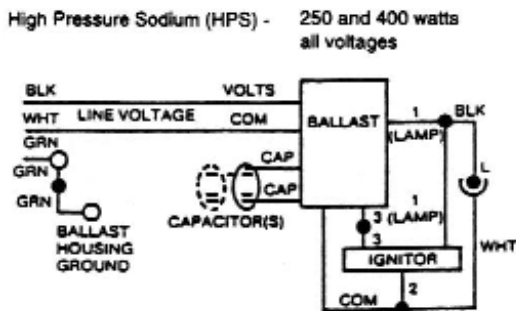 High Pressure Sodium (HPS) - 250 and 400 watts
all voltages
BLK VOLTS
WHT LINE VOLTAGE COM
BALLAST
1 BLK
(LAMP)
GRN
GRN
GRN
CAP
CAP
CAPACITOR(S)
BALLAST
HOUSING
GROUND
L
1
3 (LAMP)
3
IGNITOR
WHT
2
COM